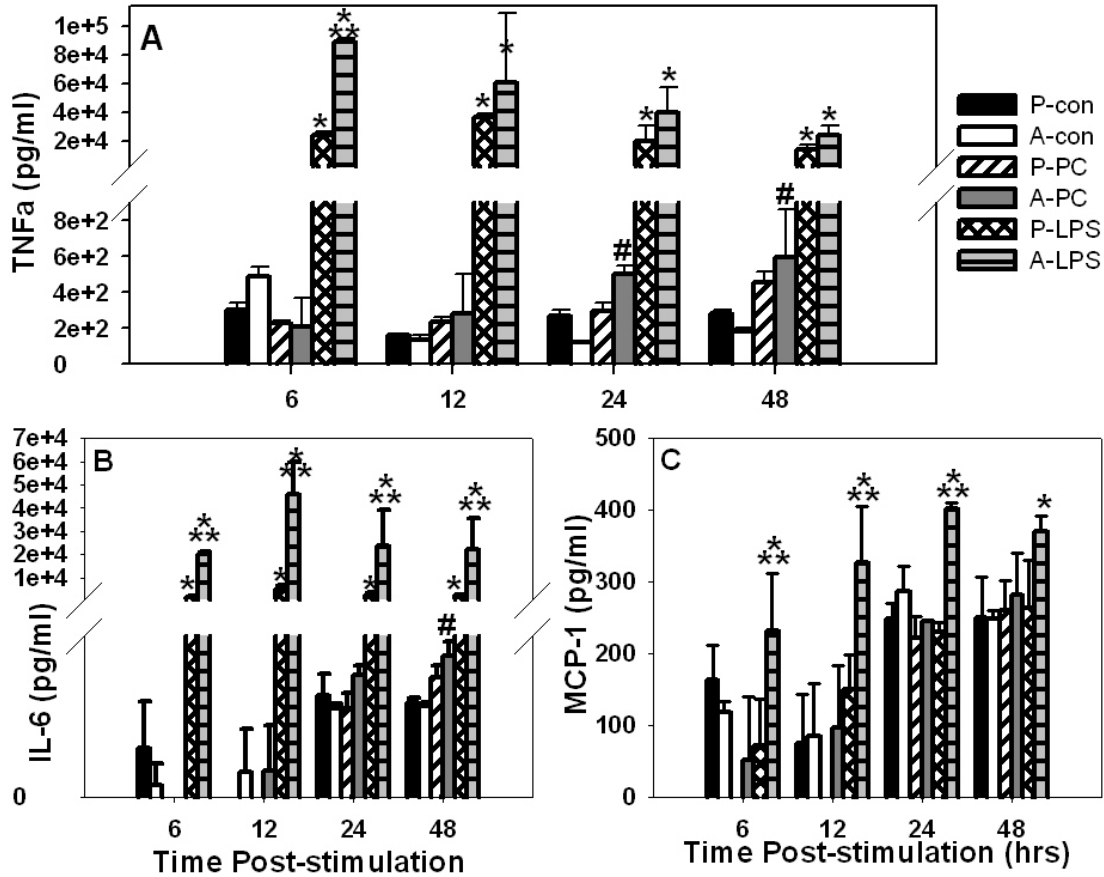 A
TNFa (pg/ml)
1e+5
8e+4
6e+4
4e+4
2e+4
8e+2
6e+2
4e+2
2e+2
0
* ** * * * * * * *
# #
6 12 24 48
P-con
A-con
P-PC
A-PC
P-LPS
A-LPS
B
IL-6 (pg/ml)
7e+4
6e+4
5e+4
4e+4
3e+4
2e+4
1e+4
0
* * ** * * ** * * ** * * **
#
6 12 24 48
Time Post-stimulation
C
MCP-1 (pg/ml)
500
400
300
200
100
0
* ** * ** * ** *
6 12 24 48
Time Post-stimulation (hrs)